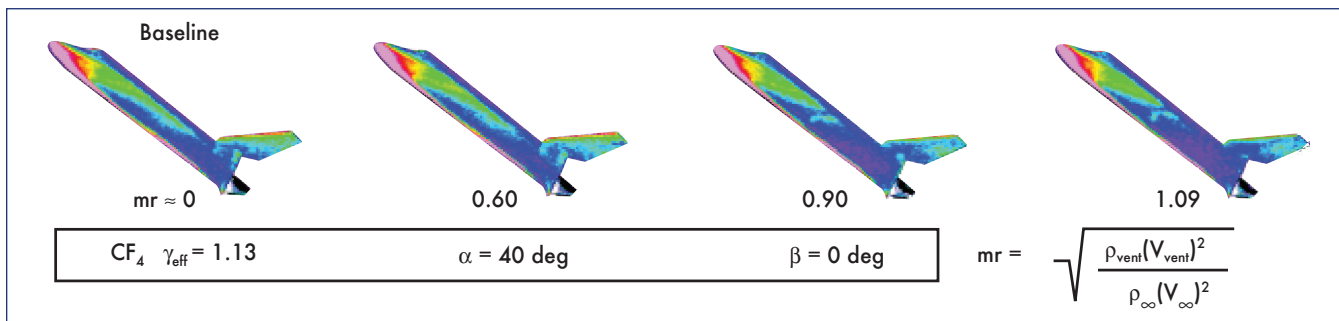 Baseline
mr ≈ 0
0.60
0.90
1.09
CF₄ γeff = 1.13
α = 40 deg
β = 0 deg
mr = √ρvent(Vvent)² / ρ∞(V∞)²